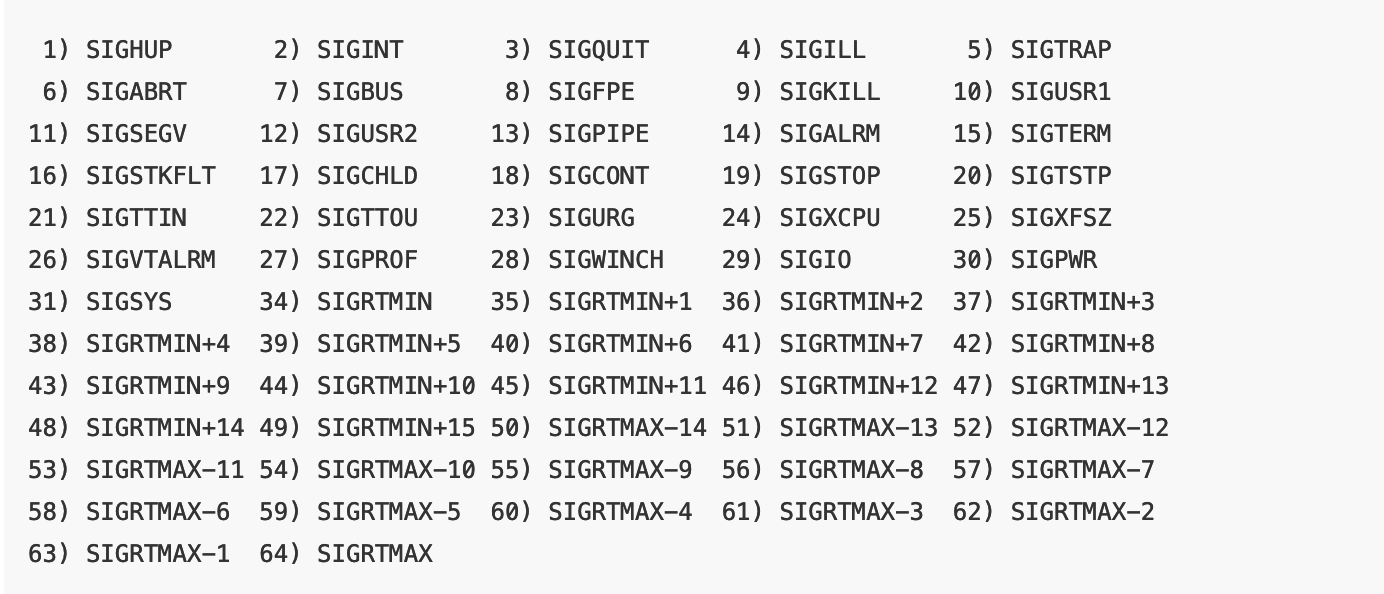 1) SIGHUP 2) SIGINT 3) SIGQUIT 4) SIGILL 5) SIGTRAP
6) SIGABRT 7) SIGBUS 8) SIGFPE 9) SIGKILL 10) SIGUSR1
11) SIGSEGV 12) SIGUSR2 13) SIGPIPE 14) SIGALRM 15) SIGTERM
16) SIGSTKFLT 17) SIGCHLD 18) SIGCONT 19) SIGSTOP 20) SIGTSTP
21) SIGTTIN 22) SIGTTOU 23) SIGURG 24) SIGXCPU 25) SIGXFSZ
26) SIGVTALRM 27) SIGPROF 28) SIGWINCH 29) SIGIO 30) SIGPWR
31) SIGSYS 34) SIGRTMIN 35) SIGRTMIN+1 36) SIGRTMIN+2 37) SIGRTMIN+3
38) SIGRTMIN+4 39) SIGRTMIN+5 40) SIGRTMIN+6 41) SIGRTMIN+7 42) SIGRTMIN+8
43) SIGRTMIN+9 44) SIGRTMIN+10 45) SIGRTMIN+11 46) SIGRTMIN+12 47) SIGRTMIN+13
48) SIGRTMIN+14 49) SIGRTMIN+15 50) SIGRTMAX-14 51) SIGRTMAX-13 52) SIGRTMAX-12
53) SIGRTMAX-11 54) SIGRTMAX-10 55) SIGRTMAX-9 56) SIGRTMAX-8 57) SIGRTMAX-7
58) SIGRTMAX-6 59) SIGRTMAX-5 60) SIGRTMAX-4 61) SIGRTMAX-3 62) SIGRTMAX-2
63) SIGRTMAX-1 64) SIGRTMAX